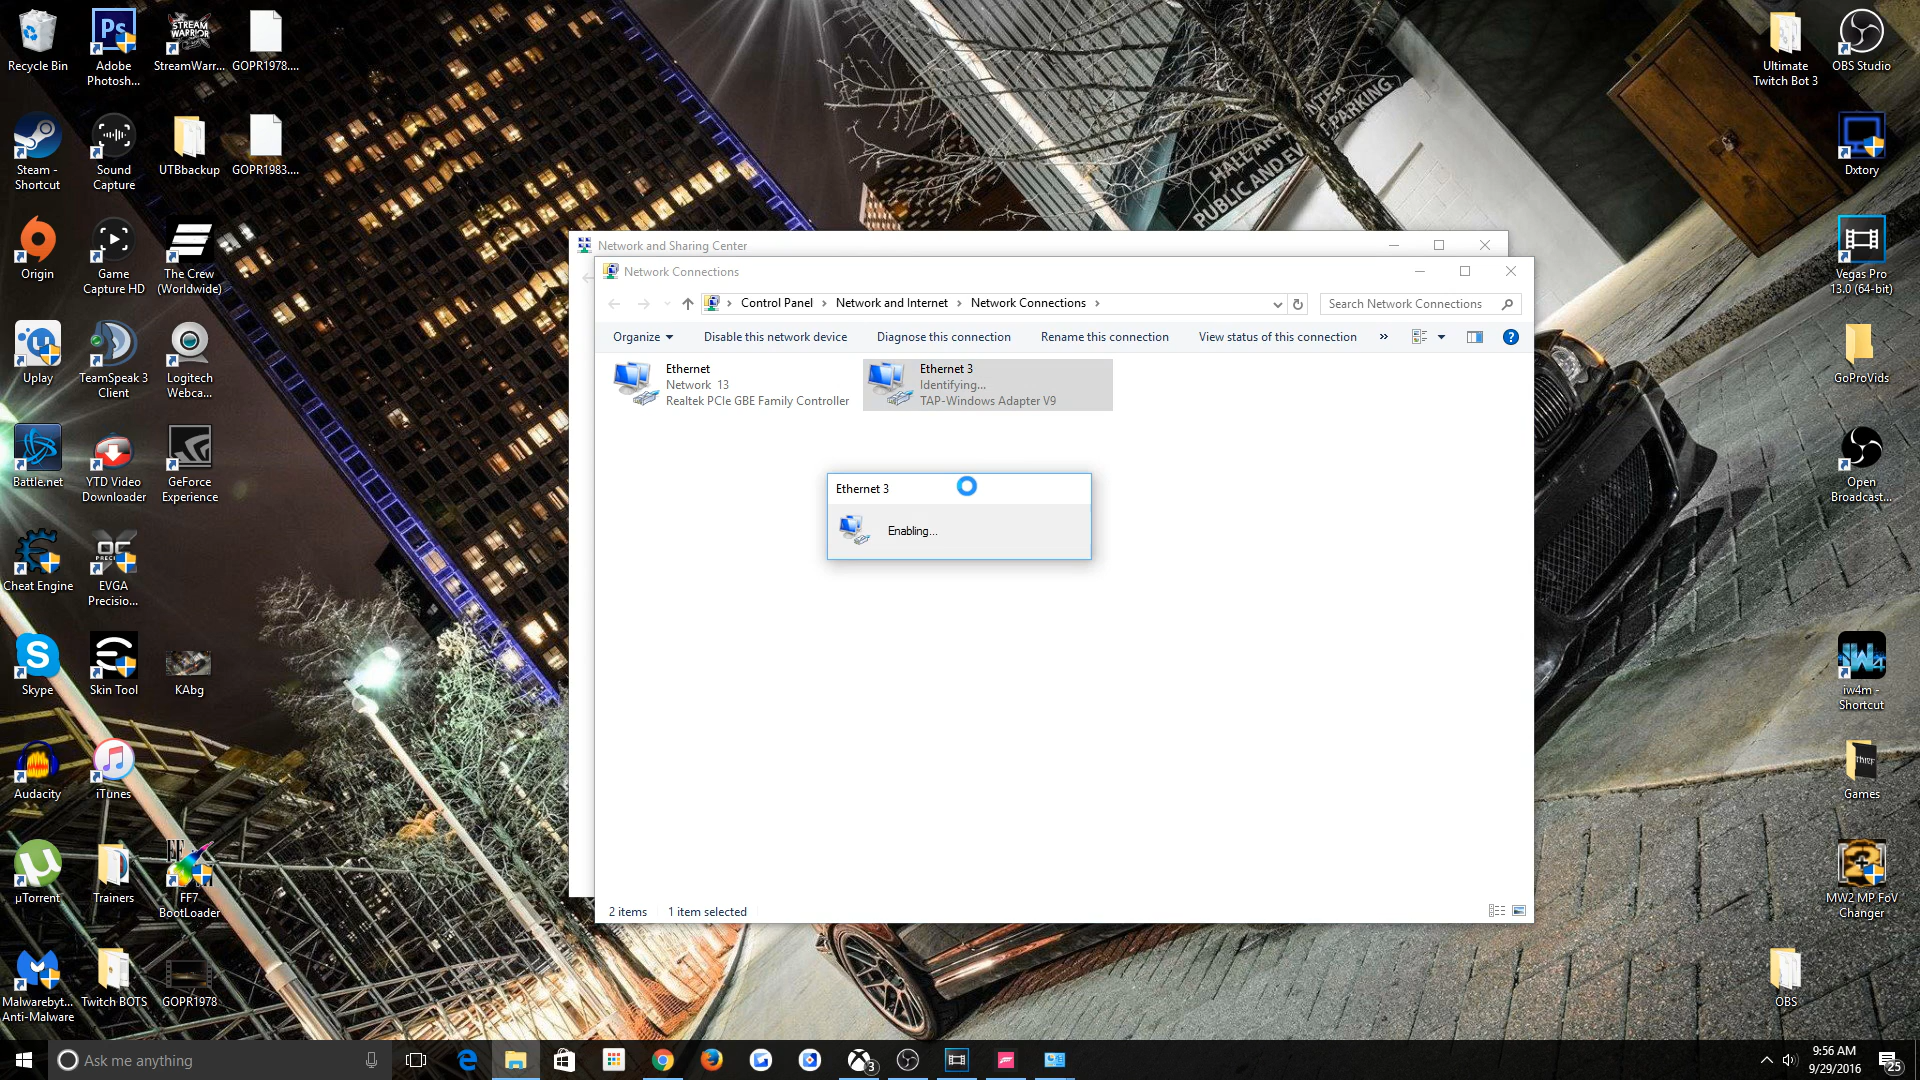 Recycle Bin
Adobe
Photosh...
StreamWarr...
GOPR1978....
STREAM
WARRIOR
Steam -
Shortcut
Sound
Capture
UTBbackup
GOPR1983....
Origin
Game
Capture HD
The Crew
(Worldwide)
Uplay
TeamSpeak 3
Client
Logitech
Webca...
Battle.net
YTD Video
Downloader
GeForce
Experience
Cheat Engine
EVGA
Precisio...
Skype
Skin Tool
KAbg
Audacity
iTunes
µTorrent
Trainers
FF7
BootLoader
Malwarebyt...
Anti-Malware
Twitch BOTS
GOPR1978
PUBLIC AND EV
Network and Sharing Center
Network Connections
Control Panel
Network and Internet
Network Connections
Search Network Connections
Organize
Disable this network device
Diagnose this connection
Rename this connection
View status of this connection
»
Ethernet
Network 13
Realtek PCIe GBE Family Controller
Ethernet 3
Identifying...
TAP-Windows Adapter V9
Ethernet 3
Enabling...
2 items
1 item selected
Ultimate
Twitch Bot 3
OBS Studio
Dxtory
Vegas Pro
13.0 (64-bit)
GoProVids
Open
Broadcast...
iw4m -
Shortcut
Games
MW2 MP FoV
Changer
OBS
Ask me anything
3
9:56 AM
9/29/2016
25